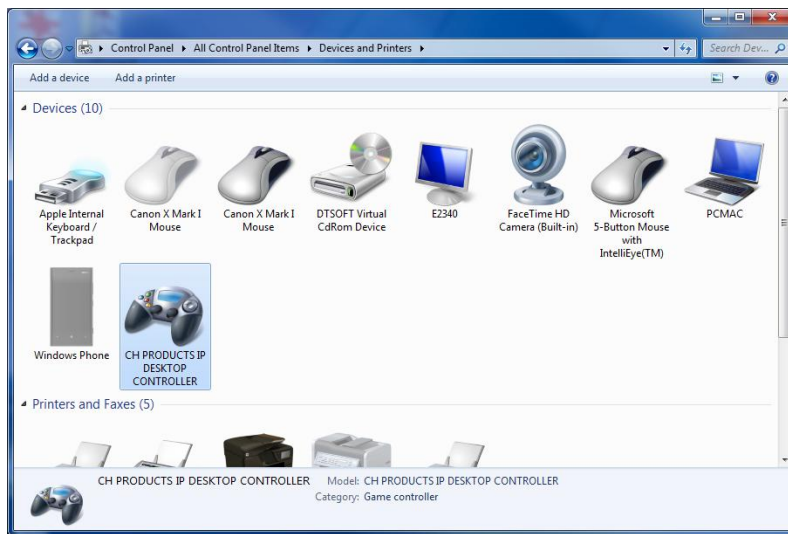 Control Panel ▸ All Control Panel Items ▸ Devices and Printers ▸
Search Dev...
Add a device Add a printer
Devices (10)
Apple Internal
Keyboard /
Trackpad
Canon X Mark I
Mouse
Canon X Mark I
Mouse
DTSOFT Virtual
CdRom Device
E2340
FaceTime HD
Camera (Built-in)
Microsoft
5-Button Mouse
with
IntelliEye(TM)
PCMAC
Windows Phone
CH PRODUCTS IP
DESKTOP
CONTROLLER
Printers and Faxes (5)
CH PRODUCTS IP DESKTOP CONTROLLER Model: CH PRODUCTS IP DESKTOP CONTROLLER
Category: Game controller